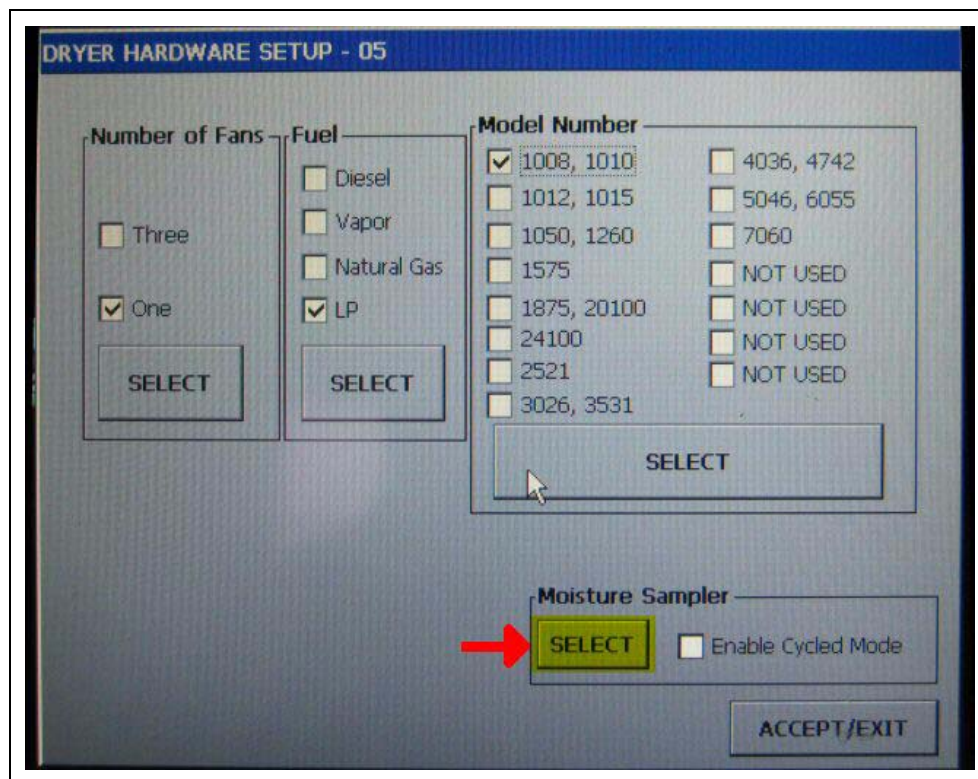 DRYER HARDWARE SETUP - 05
Number of Fans
Three
One
SELECT
Fuel
Diesel
Vapor
Natural Gas
LP
SELECT
Model Number
1008, 1010
1012, 1015
1050, 1260
1575
1875, 20100
24100
2521
3026, 3531
4036, 4742
5046, 6055
7060
NOT USED
NOT USED
NOT USED
NOT USED
SELECT
Moisture Sampler
SELECT
Enable Cycled Mode
ACCEPT/EXIT